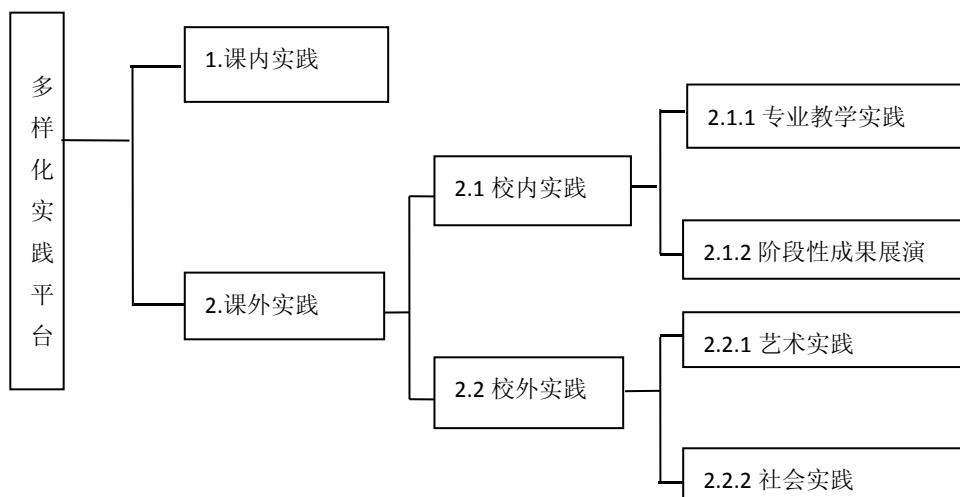 多样化实践平台
1.课内实践
2.课外实践
2.1 校内实践
2.2 校外实践
2.1.1 专业教学实践
2.1.2 阶段性成果展演
2.2.1 艺术实践
2.2.2 社会实践